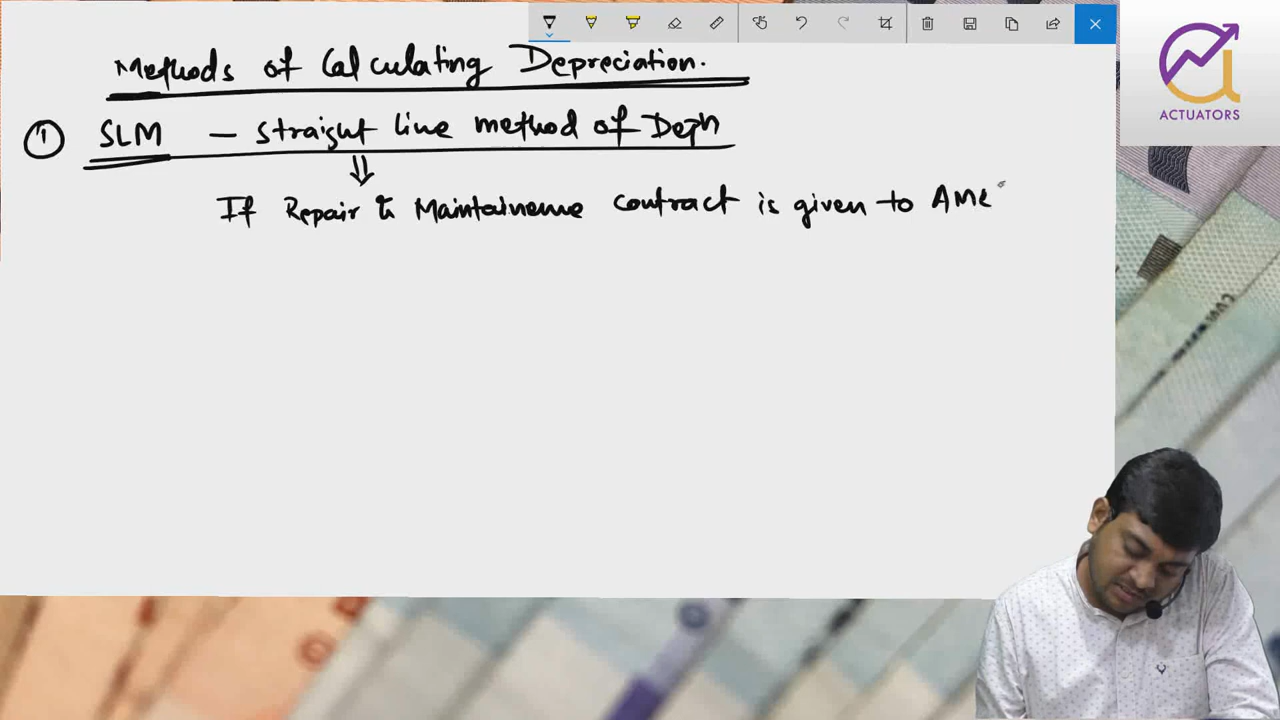 Methods of Calculating Depreciation.
① SLM – Straight line method of Depn
⇓
If Repair & Maintainence contract is given to AMC
ACTUATORS